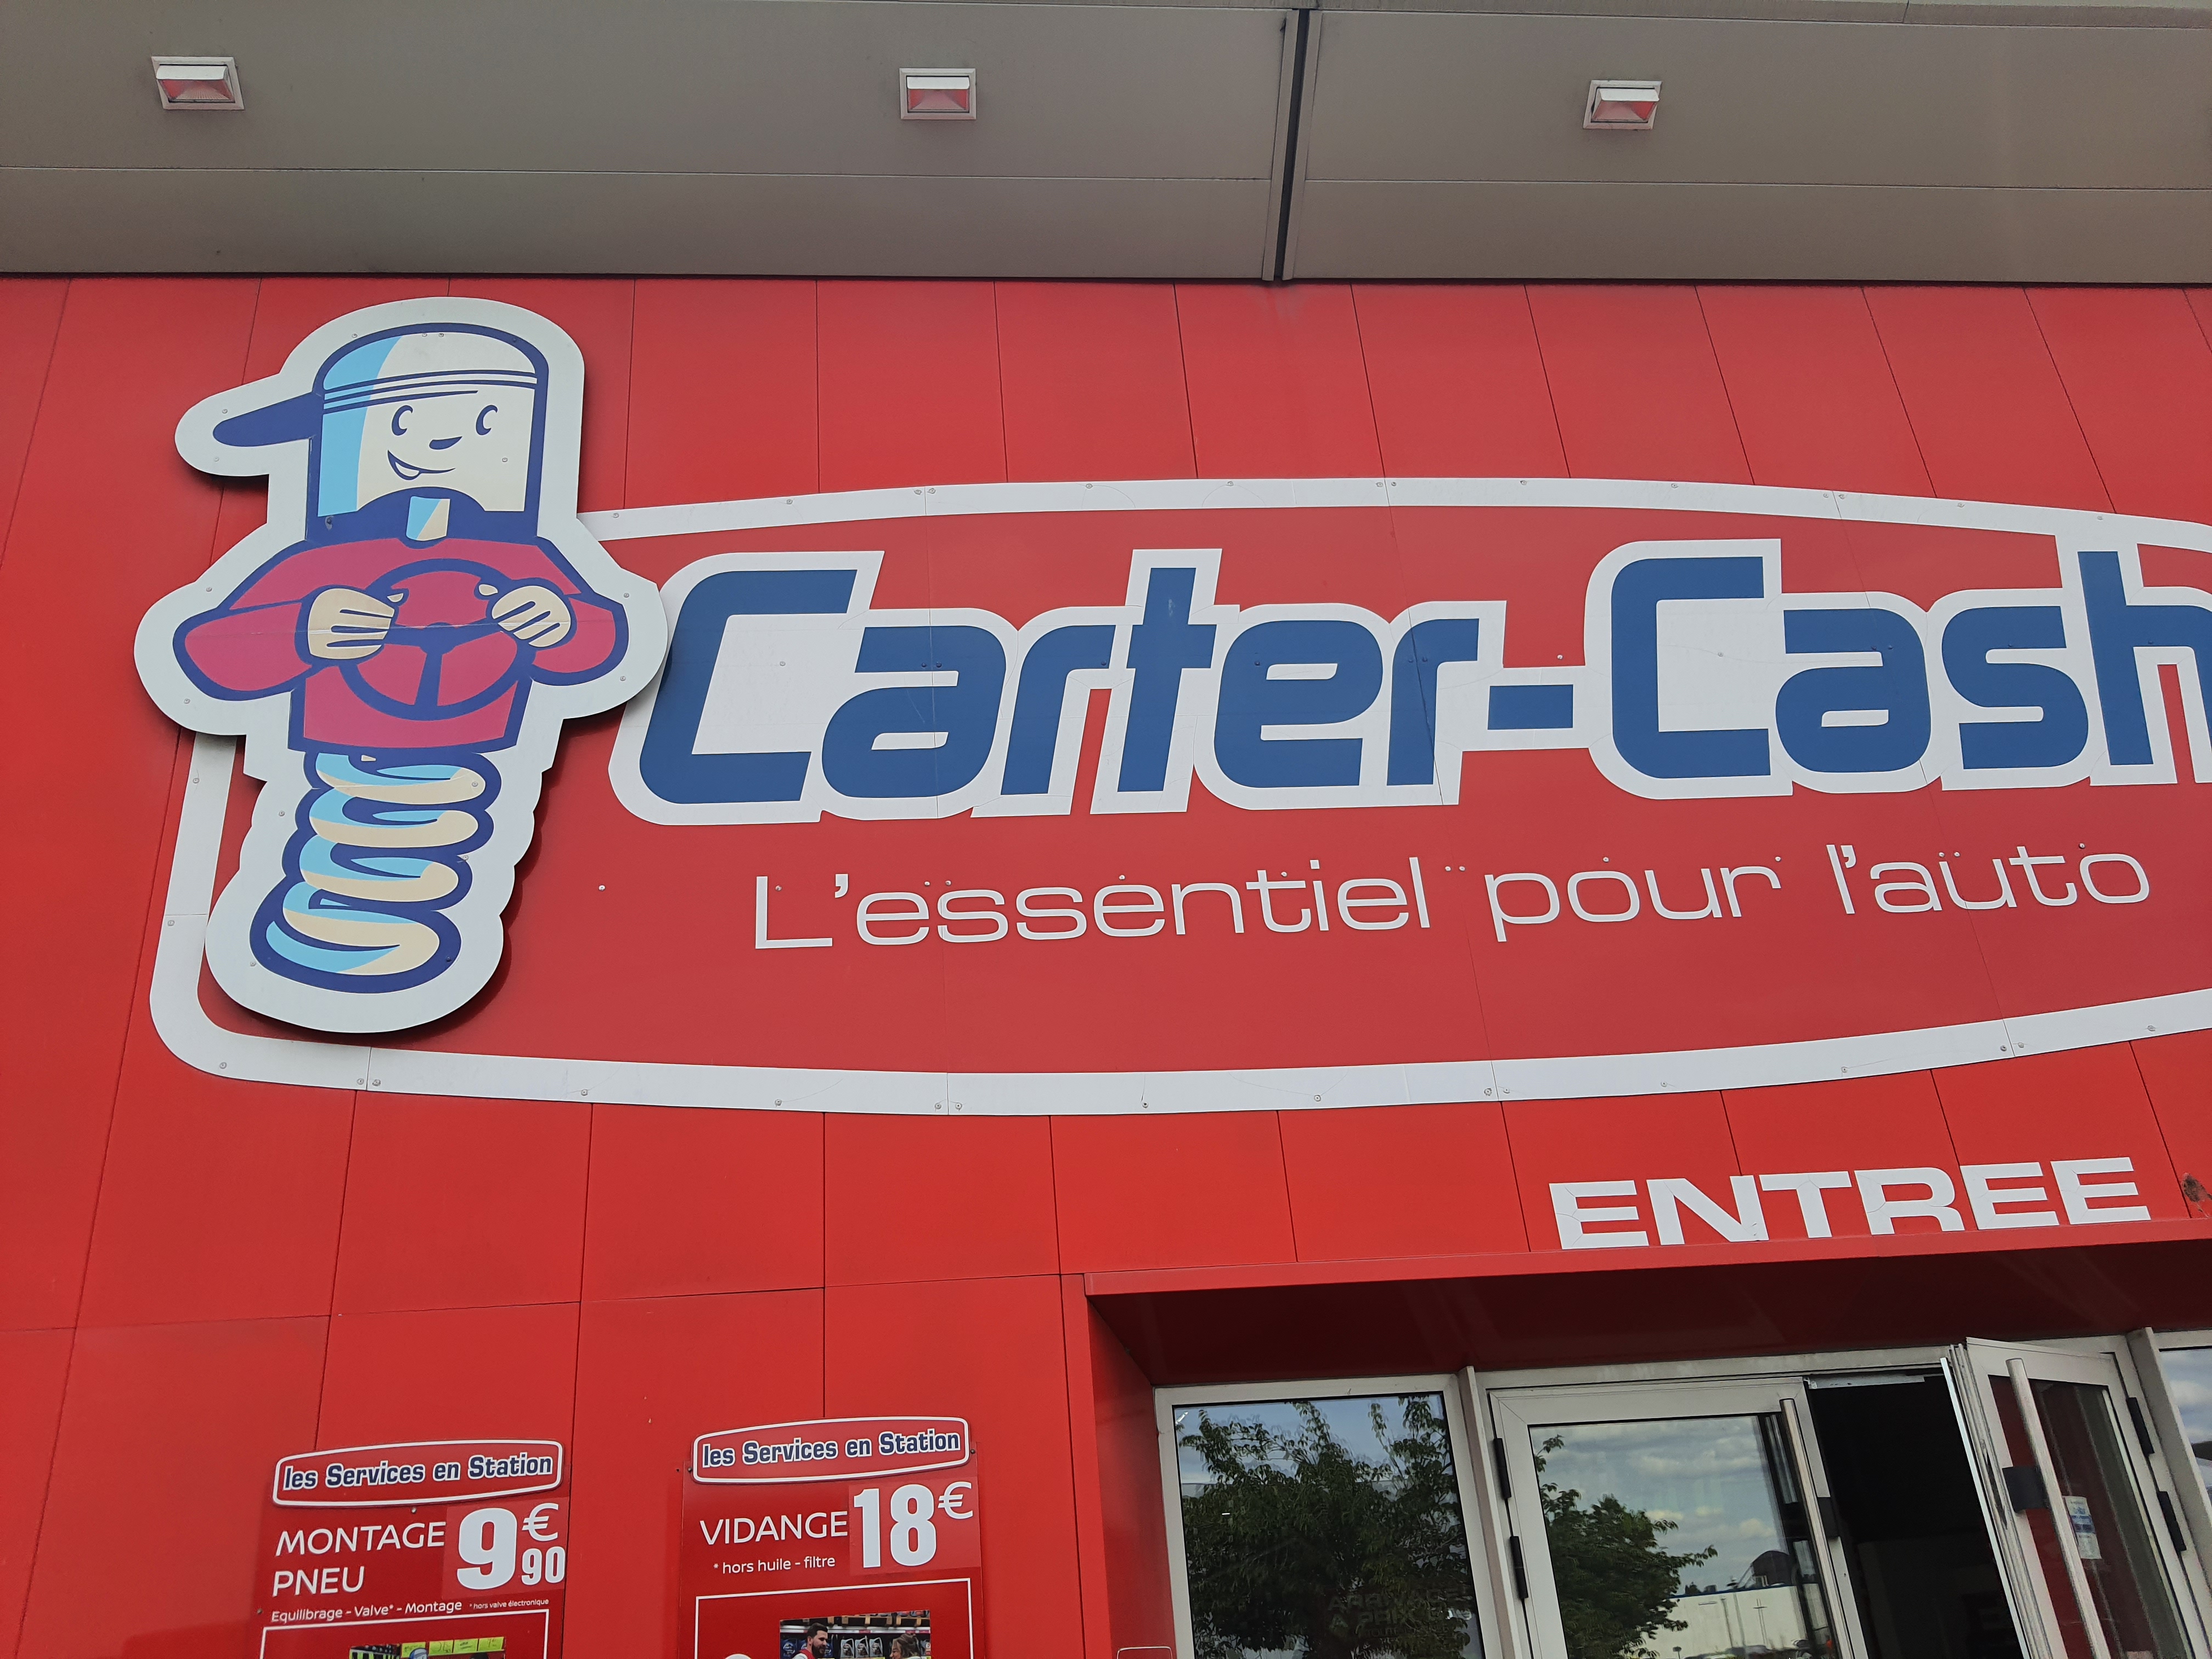 Carter-Cash
L'essentiel pour l'auto
ENTREE
les Services en Station
MONTAGE
PNEU
9€90
Equilibrage - Valve* - Montage * hors valve électronique
les Services en Station
VIDANGE 18€
* hors huile - filtre